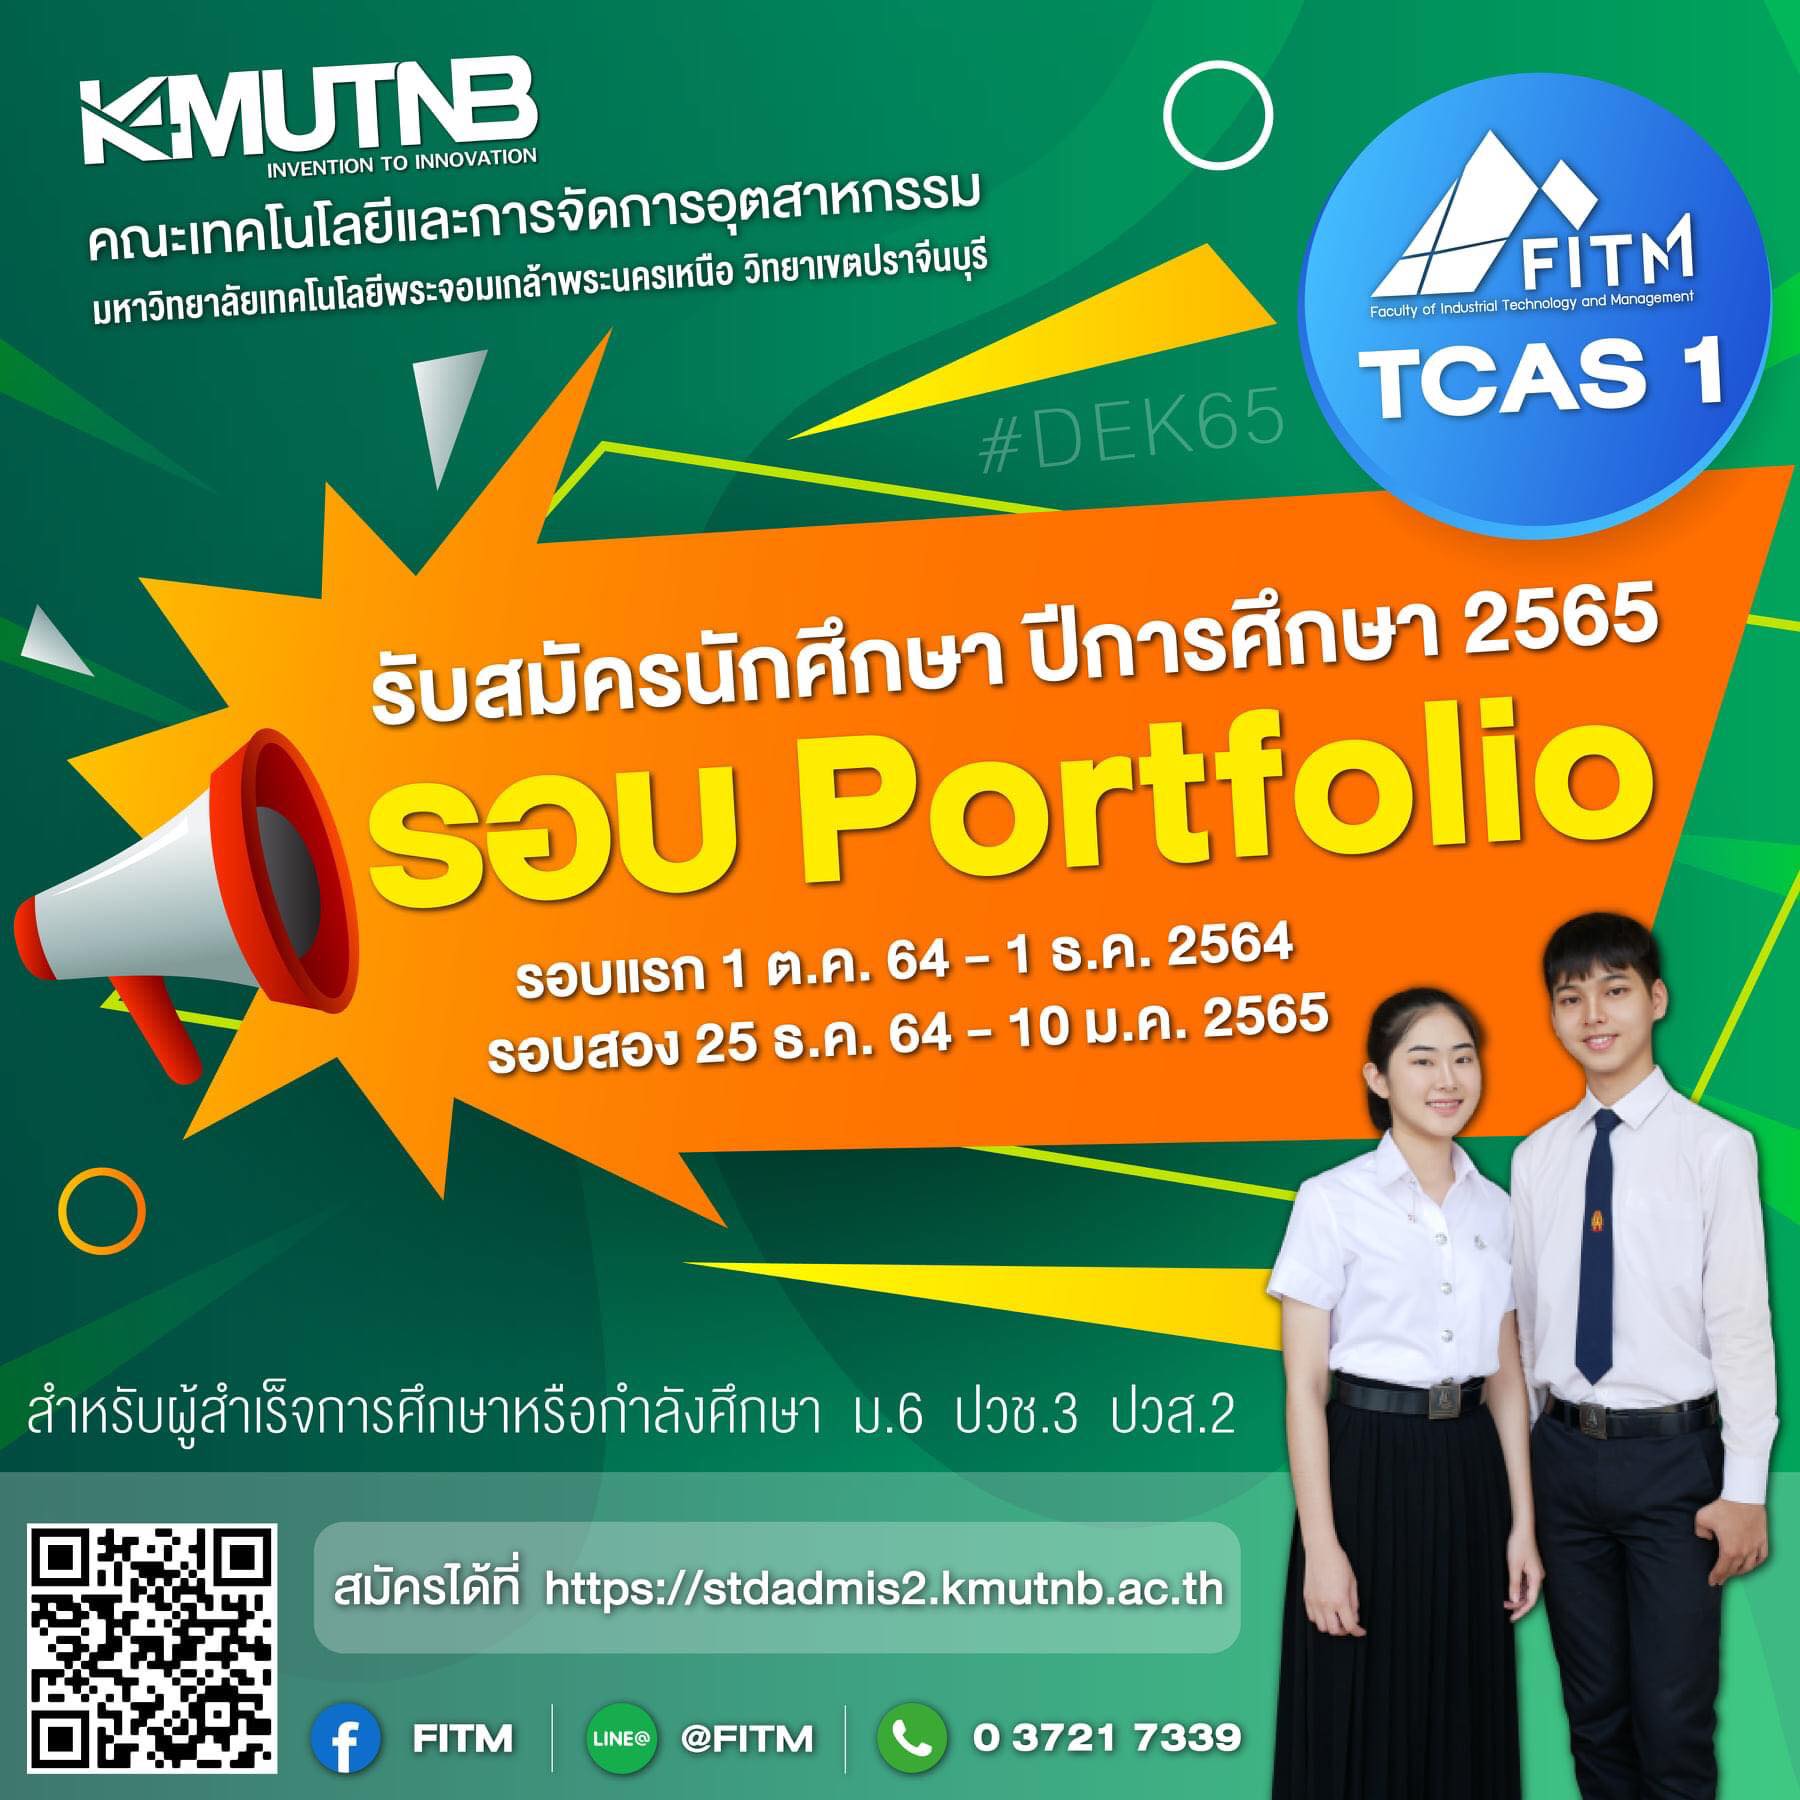 KMUTNB
INVENTION TO INNOVATION
คณะเทคโนโลยีและการจัดการอุตสาหกรรม
มหาวิทยาลัยเทคโนโลยีพระจอมเกล้าพระนครเหนือ วิทยาเขตปราจีนบุรี
FITM
Faculty of Industrial Technology and Management
TCAS 1
#DEK65
รับสมัครนักศึกษา ปีการศึกษา 2565
รอบ Portfolio
รอบแรก 1 ต.ค. 64 - 1 ธ.ค. 2564
รอบสอง 25 ธ.ค. 64 - 10 ม.ค. 2565
สำหรับผู้สำเร็จการศึกษาหรือกำลังศึกษา ม.6 ปวช.3 ปวส.2
สมัครได้ที่ https://stdadmis2.kmutnb.ac.th
f FITM LINE@ @FITM 0 3721 7339